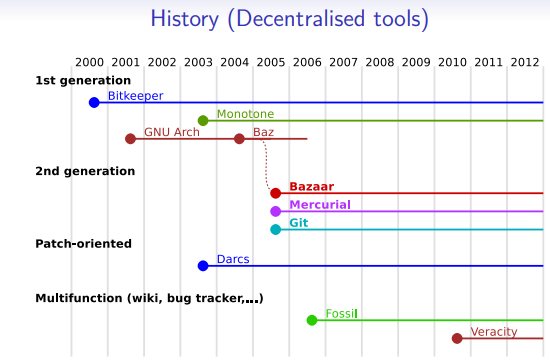 History (Decentralised tools)
2000 2001 2002 2003 2004 2005 2006 2007 2008 2009 2010 2011 2012
1st generation
Bitkeeper
Monotone
GNU Arch Baz
2nd generation
Bazaar
Mercurial
Git
Patch-oriented
Darcs
Multifunction (wiki, bug tracker,...)
Fossil
Veracity